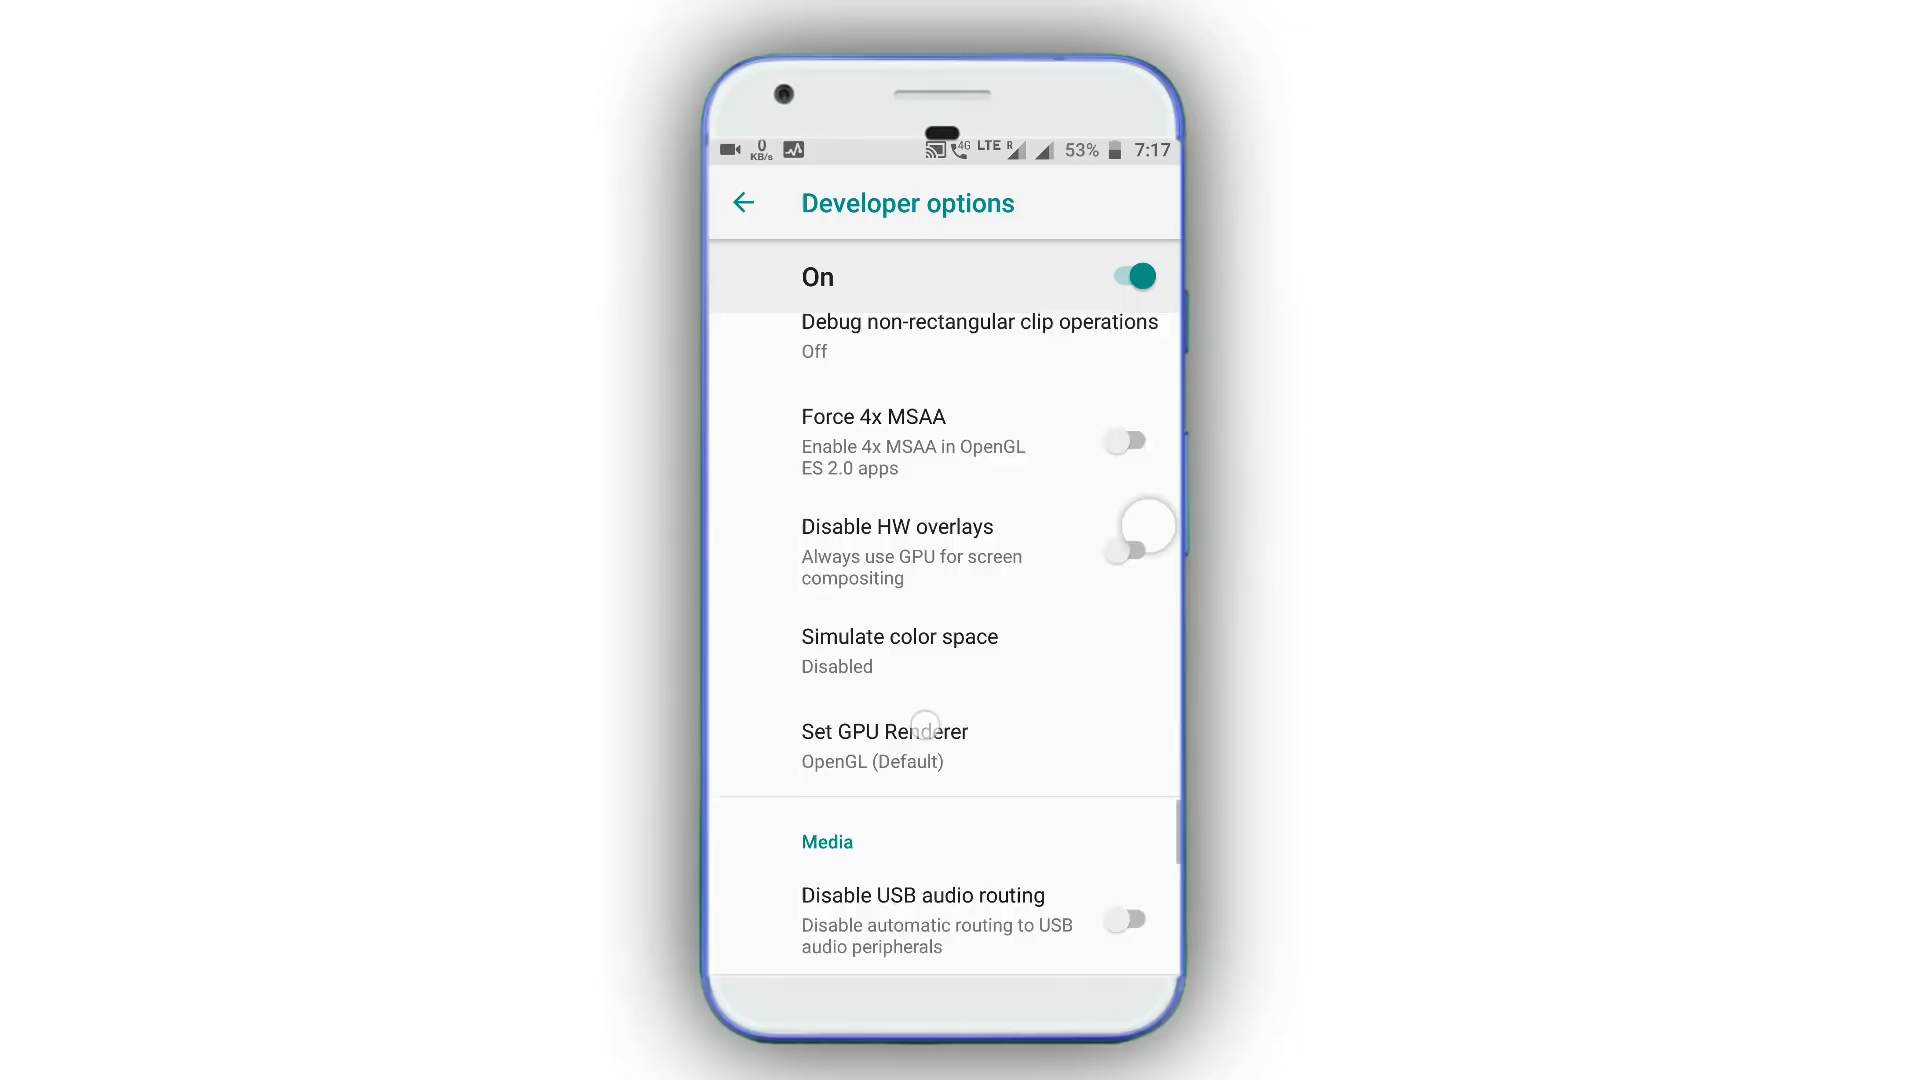 0
KB/s
4G LTE R 53% 7:17
Developer options
On
Debug non-rectangular clip operations
Off
Force 4x MSAA
Enable 4x MSAA in OpenGL
ES 2.0 apps
Disable HW overlays
Always use GPU for screen
compositing
Simulate color space
Disabled
Set GPU Renderer
OpenGL (Default)
Media
Disable USB audio routing
Disable automatic routing to USB
audio peripherals